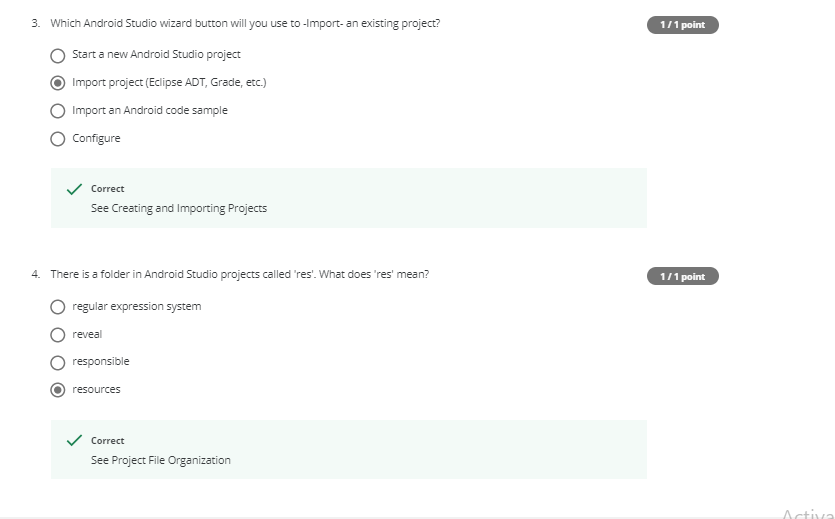 3. Which Android Studio wizard button will you use to -Import- an existing project?
1 / 1 point
Start a new Android Studio project
Import project (Eclipse ADT, Grade, etc.)
Import an Android code sample
Configure
Correct
See Creating and Importing Projects
4. There is a folder in Android Studio projects called 'res'. What does 'res' mean?
1 / 1 point
regular expression system
reveal
responsible
resources
Correct
See Project File Organization